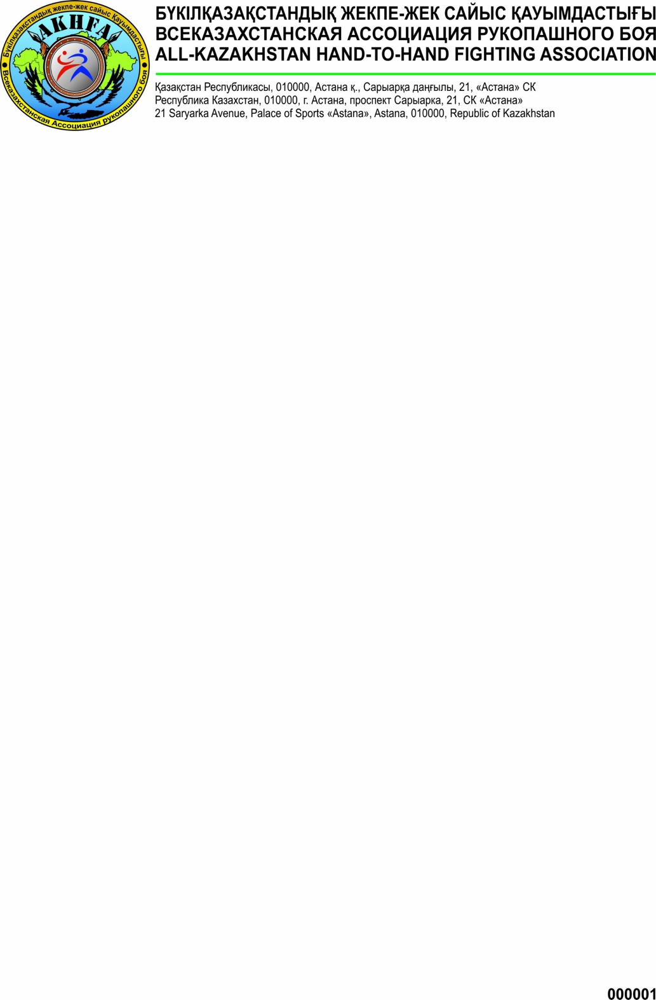 Бүкілқазақстандық жекпе-жек сайыс Қауымдастығы
AKHFA
Всеказахстанская Ассоциация рукопашного боя
БҮКІЛҚАЗАҚСТАНДЫҚ ЖЕКПЕ-ЖЕК САЙЫС ҚАУЫМДАСТЫҒЫ
ВСЕКАЗАХСТАНСКАЯ АССОЦИАЦИЯ РУКОПАШНОГО БОЯ
ALL-KAZAKHSTAN HAND-TO-HAND FIGHTING ASSOCIATION
Қазақстан Республикасы, 010000, Астана қ., Сарыарқа даңғылы, 21, «Астана» СК
Республика Казахстан, 010000, г. Астана, проспект Сарыарка, 21, СК «Астана»
21 Saryarka Avenue, Palace of Sports «Astana», Astana, 010000, Republic of Kazakhstan
000001